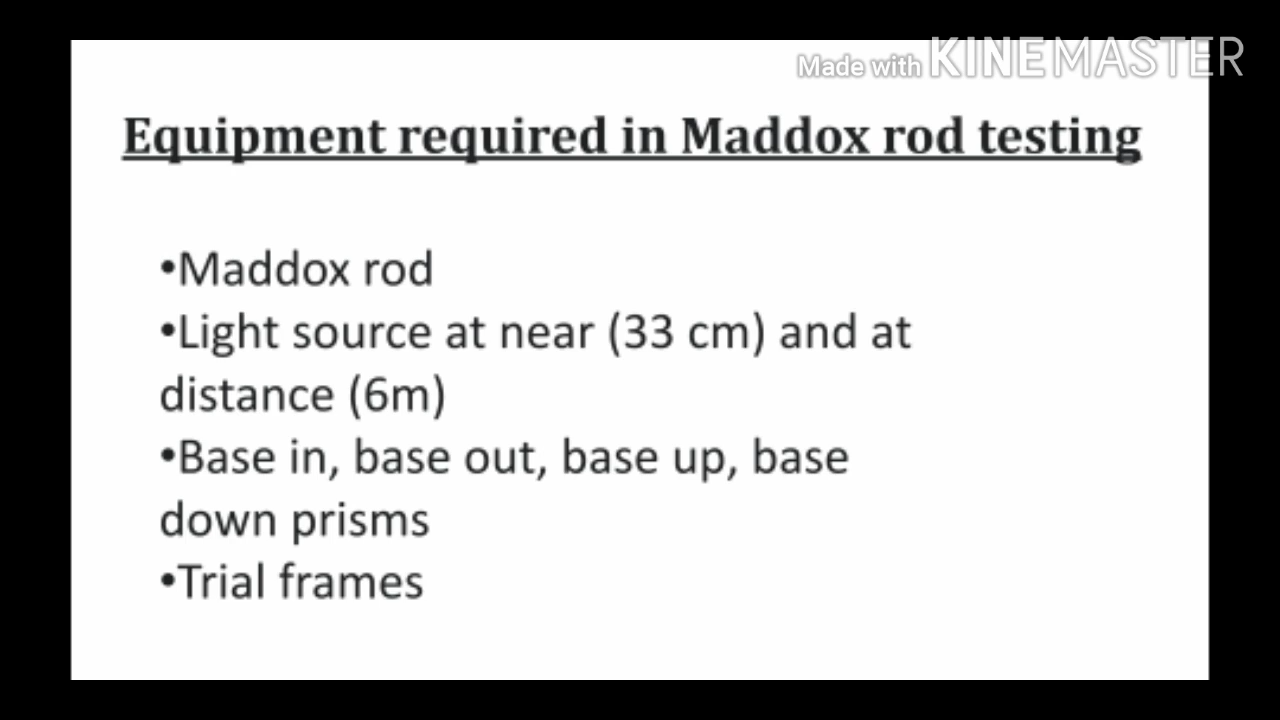 Made with KINEMASTER
Equipment required in Maddox rod testing
•Maddox rod
•Light source at near (33 cm) and at
distance (6m)
•Base in, base out, base up, base
down prisms
•Trial frames